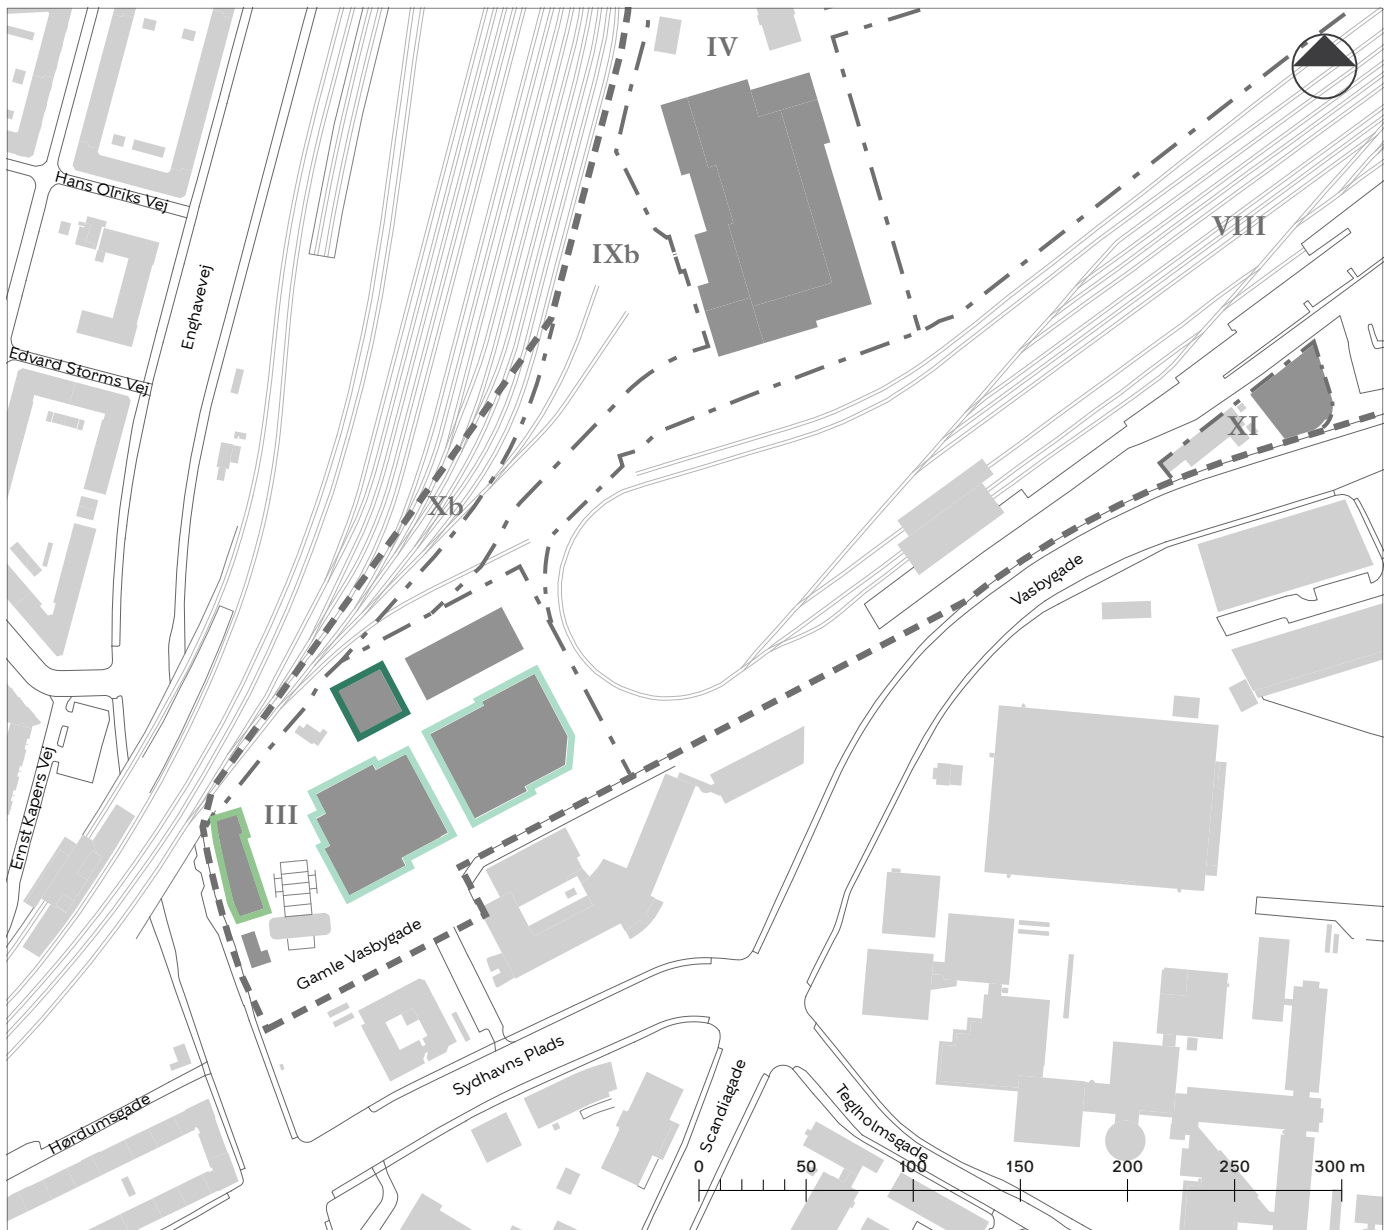 IV
Hans Olriks Vej
VIII
IXb
Enghavevej
Edvard Storms Vej
XI
Xb
Vasbygade
Ernst Kapers Vej
III
Gamle Vasbygade
Sydhavns Plads
Scandiagade
Teglholmsgade
Hørdumsgade
0 50 100 150 200 250 300 m